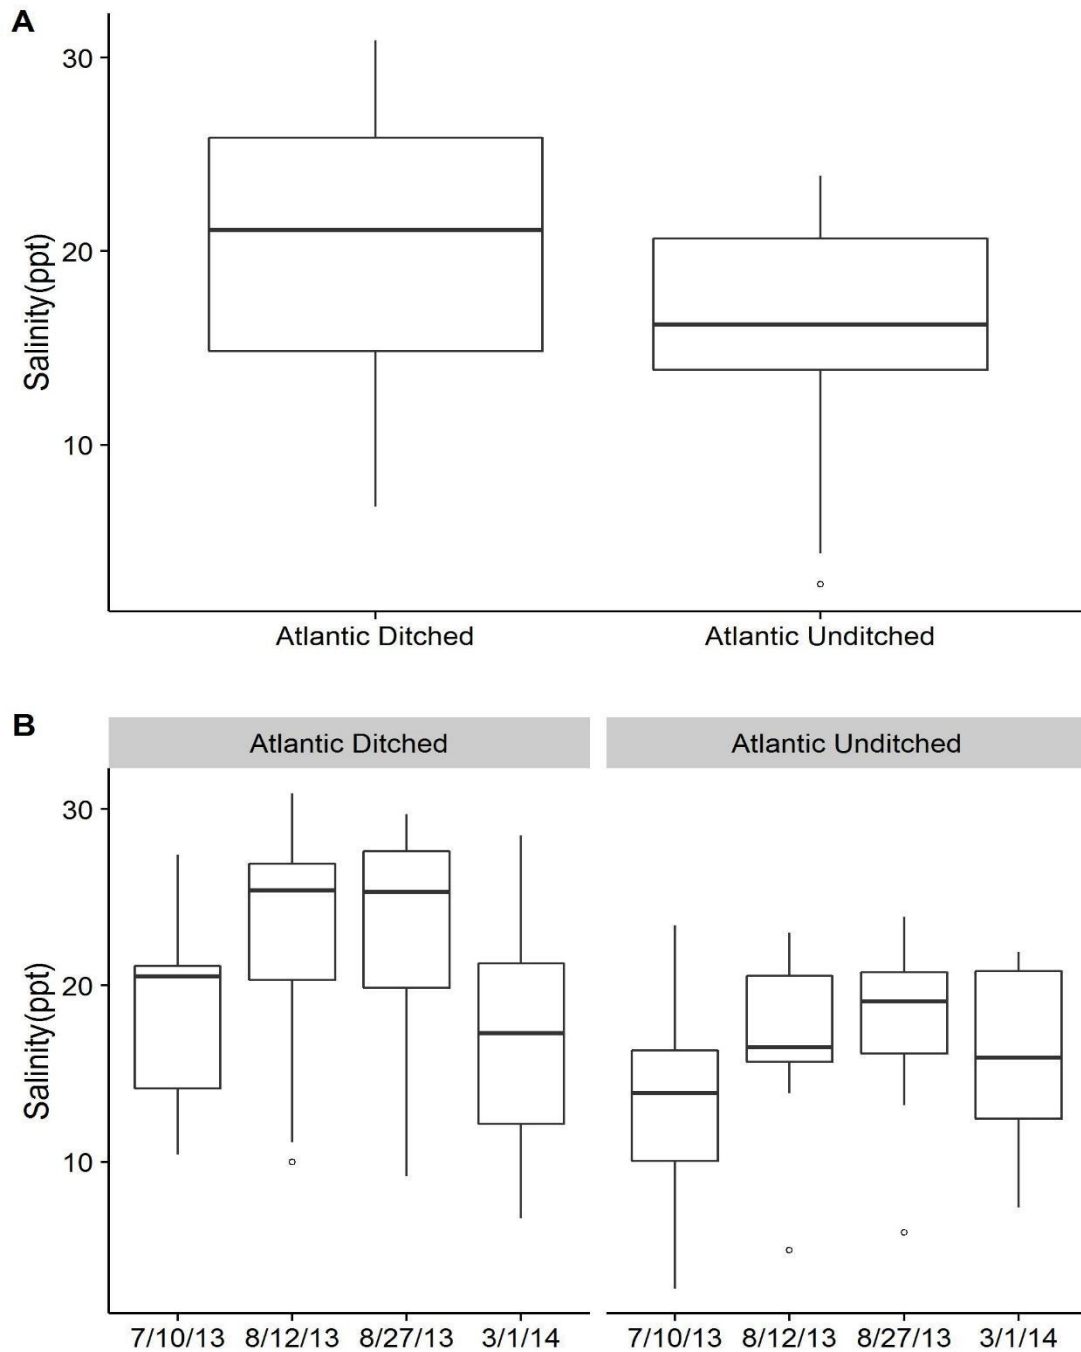 A
30
20
10
Salinity(ppt)
Atlantic Ditched Atlantic Unditched
B
Atlantic Ditched Atlantic Unditched
30
20
10
Salinity(ppt)
7/10/13 8/12/13 8/27/13 3/1/14 7/10/13 8/12/13 8/27/13 3/1/14